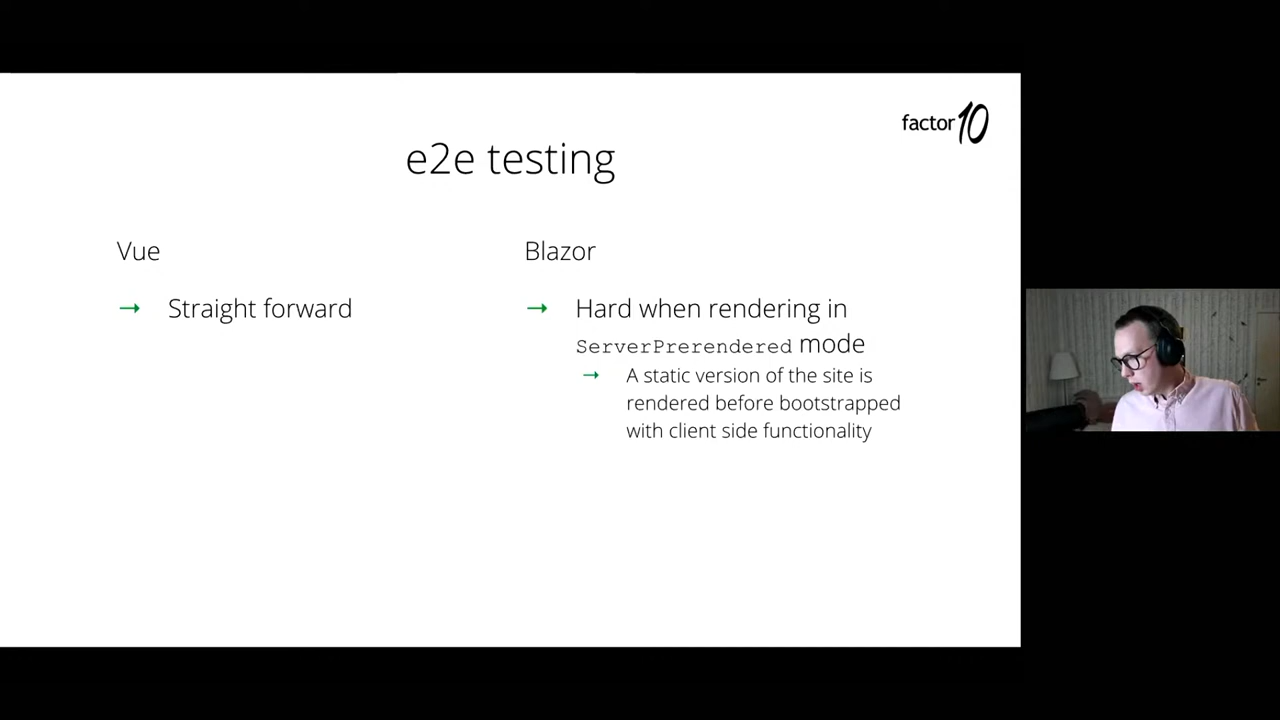 factor10
e2e testing
Vue
→ Straight forward
Blazor
→ Hard when rendering in
ServerPrerendered mode
→ A static version of the site is
rendered before bootstrapped
with client side functionality